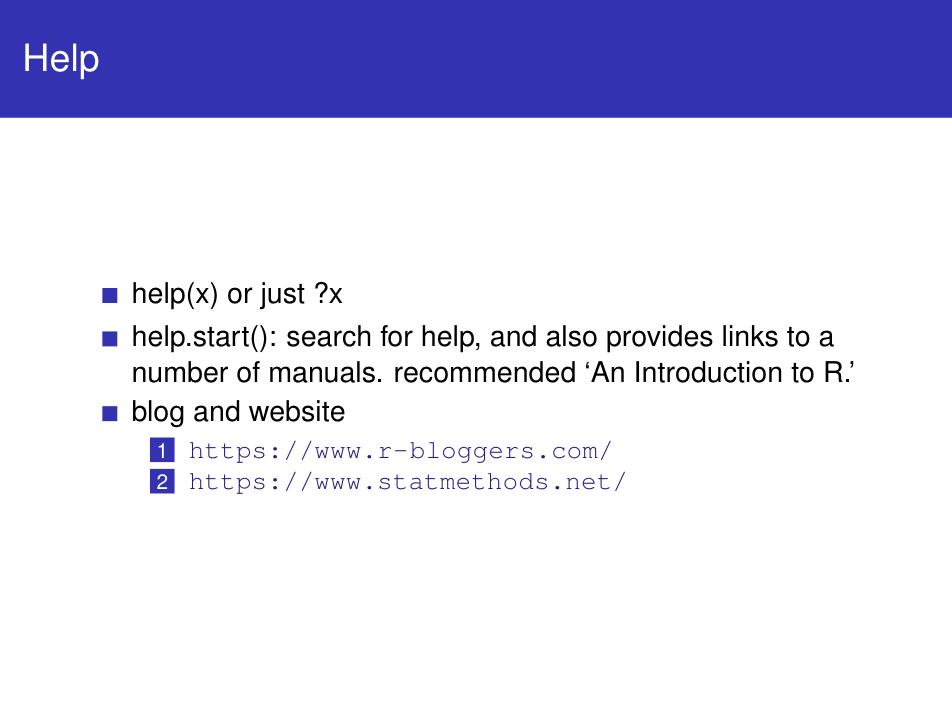 Help
help(x) or just ?x
help.start(): search for help, and also provides links to a
number of manuals. recommended ‘An Introduction to R.’
blog and website
1 https://www.r-bloggers.com/
2 https://www.statmethods.net/